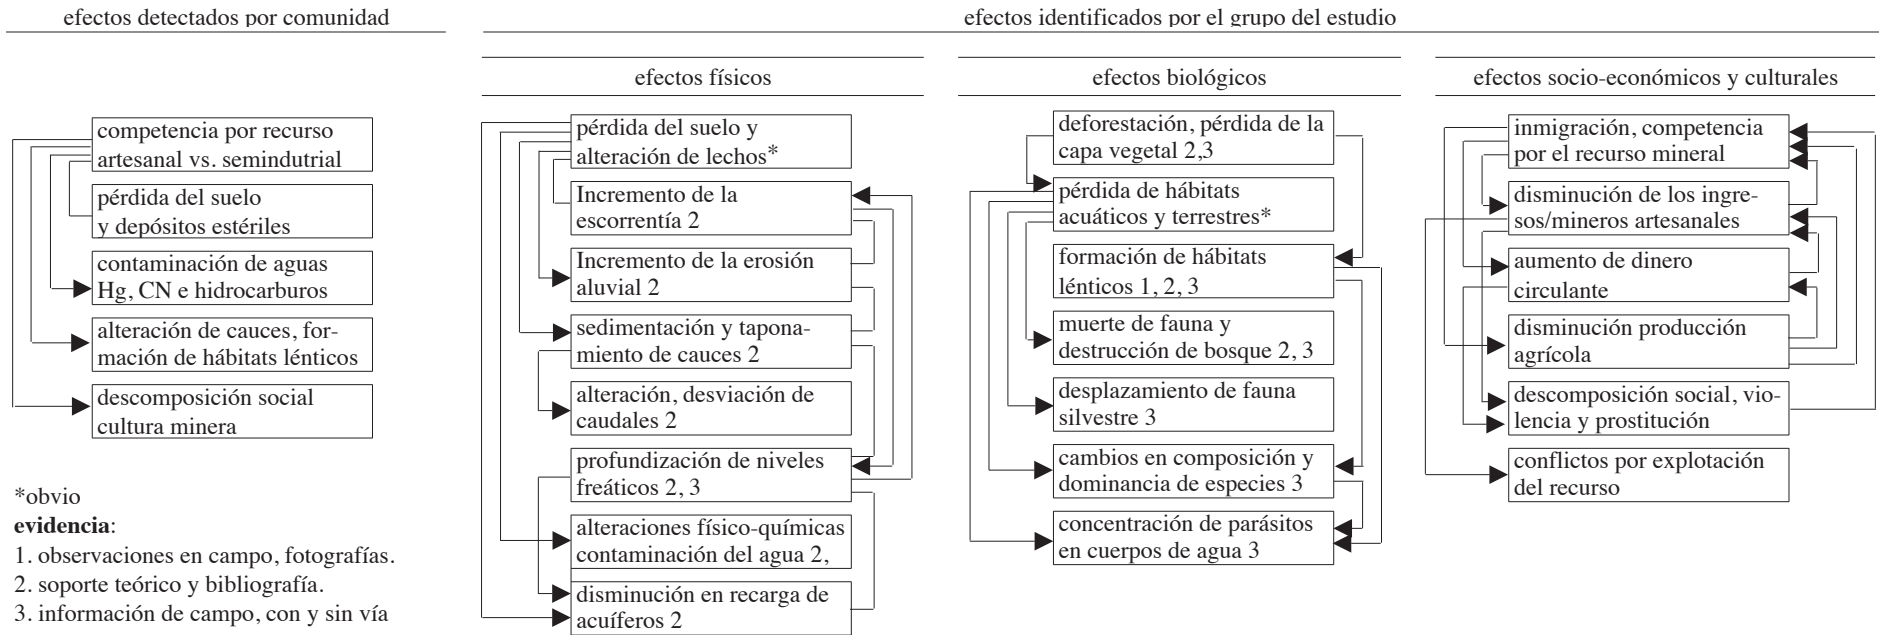 efectos detectados por comunidad
competencia por recurso
artesanal vs. semindutrial
pérdida del suelo
y depósitos estériles
contaminación de aguas
Hg, CN e hidrocarburos
alteración de cauces, for-
mación de hábitats lénticos
descomposición social
cultura minera
*obvio
evidencia:
1. observaciones en campo, fotografías.
2. soporte teórico y bibliografía.
3. información de campo, con y sin vía
efectos identificados por el grupo del estudio
efectos físicos
pérdida del suelo y
alteración de lechos*
Incremento de la
escorrentía 2
Incremento de la erosión
aluvial 2
sedimentación y tapona-
miento de cauces 2
alteración, desviación de
caudales 2
profundización de niveles
freáticos 2, 3
alteraciones físico-químicas
contaminación del agua 2,
disminución en recarga de
acuíferos 2
efectos biológicos
deforestación, pérdida de la
capa vegetal 2,3
pérdida de hábitats
acuáticos y terrestres*
formación de hábitats
lénticos 1, 2, 3
muerte de fauna y
destrucción de bosque 2, 3
desplazamiento de fauna
silvestre 3
cambios en composición y
dominancia de especies 3
concentración de parásitos
en cuerpos de agua 3
efectos socio-económicos y culturales
inmigración, competencia
por el recurso mineral
disminución de los ingre-
sos/mineros artesanales
aumento de dinero
circulante
disminución producción
agrícola
descomposición social, vio-
lencia y prostitución
conflictos por explotación
del recurso